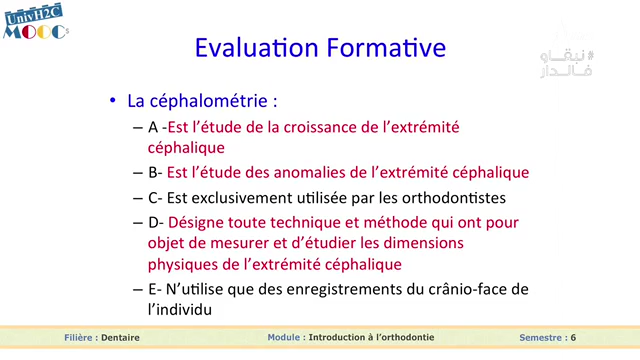 UnivH2C
MOOCs
#نبقاو
فالدار
Evaluation Formative
• La céphalométrie :
– A -Est l’étude de la croissance de l’extrémité
céphalique
– B- Est l’étude des anomalies de l’extrémité céphalique
– C- Est exclusivement utilisée par les orthodontistes
– D- Désigne toute technique et méthode qui ont pour
objet de mesurer et d’étudier les dimensions
physiques de l’extrémité céphalique
– E- N’utilise que des enregistrements du crânio-face de
l’individu
Filière : Dentaire Module : Introduction à l’orthodontie Semestre : 6